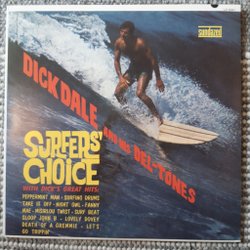 sundazed
DICK DALE
AND HIS DEL-TONES
SURFERS'
CHOICE
WITH DICK'S GREAT HITS:
PEPPERMINT MAN • SURFING DRUMS
TAKE IT OFF • NIGHT OWL • FANNY
MAE • MISIRLOU TWIST • SURF BEAT
SLOOP JOHN B • LOVELY DOVEY
DEATH OF A GREMMIE • LET'S
GO TRIPPIN'